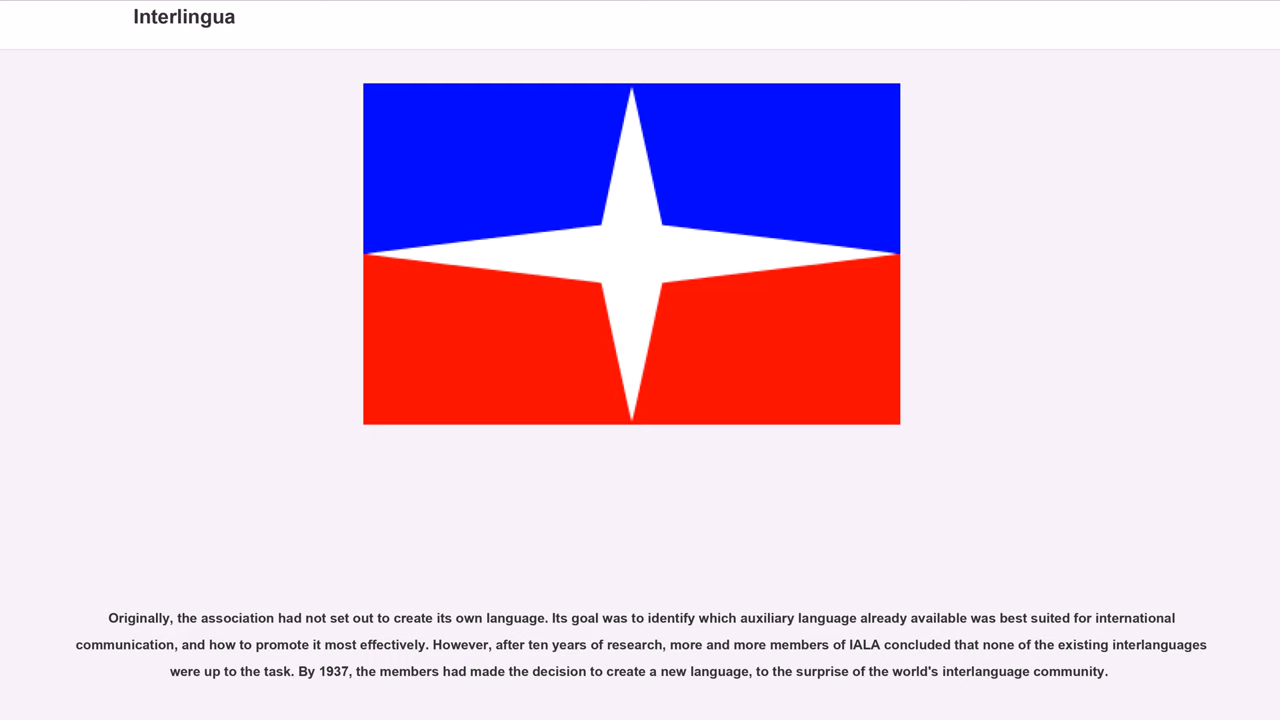 Interlingua
Originally, the association had not set out to create its own language. Its goal was to identify which auxiliary language already available was best suited for international
communication, and how to promote it most effectively. However, after ten years of research, more and more members of IALA concluded that none of the existing interlanguages
were up to the task. By 1937, the members had made the decision to create a new language, to the surprise of the world's interlanguage community.